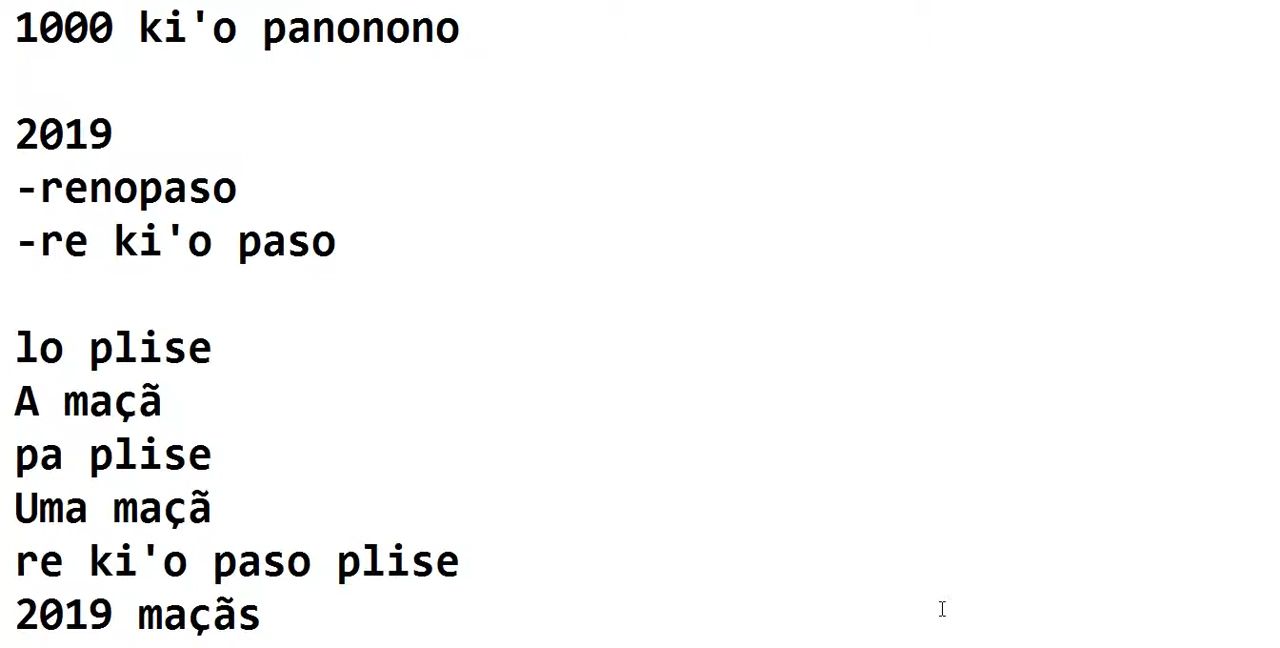 1000 ki'o panonono
2019
-renopaso
-re ki'o paso
lo plise
A maçã
pa plise
Uma maçã
re ki'o paso plise
2019 maçãs